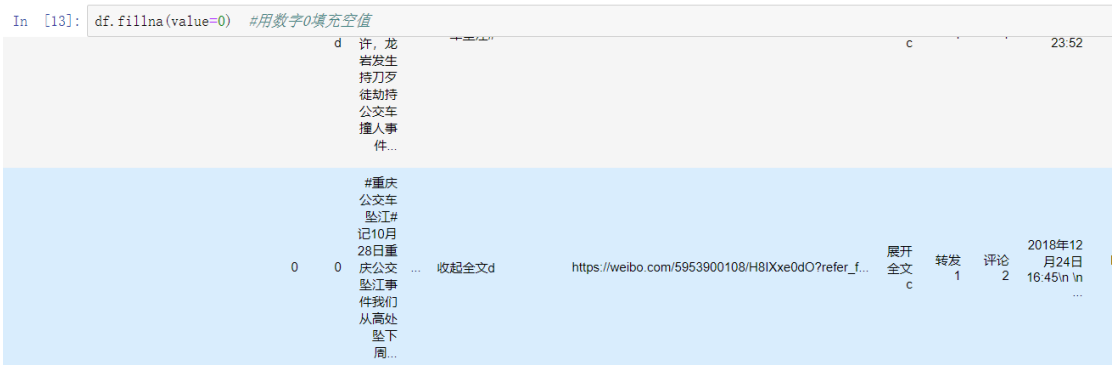 In [13]: df.fillna(value=0) #用数字0填充空值
d
许，龙
岩发生
持刀歹
徒劫持
公交车
撞人事
件...
c
23:52
#重庆
公交车
坠江#
记10月
28日重
庆公交
坠江事
件我们
从高处
坠下
周...
0
0
...
收起全文d
https://weibo.com/5953900108/H8IXxe0dO?refer_f...
展开
全文
c
转发
1
评论
2
2018年12
月24日
16:45\n \n
...